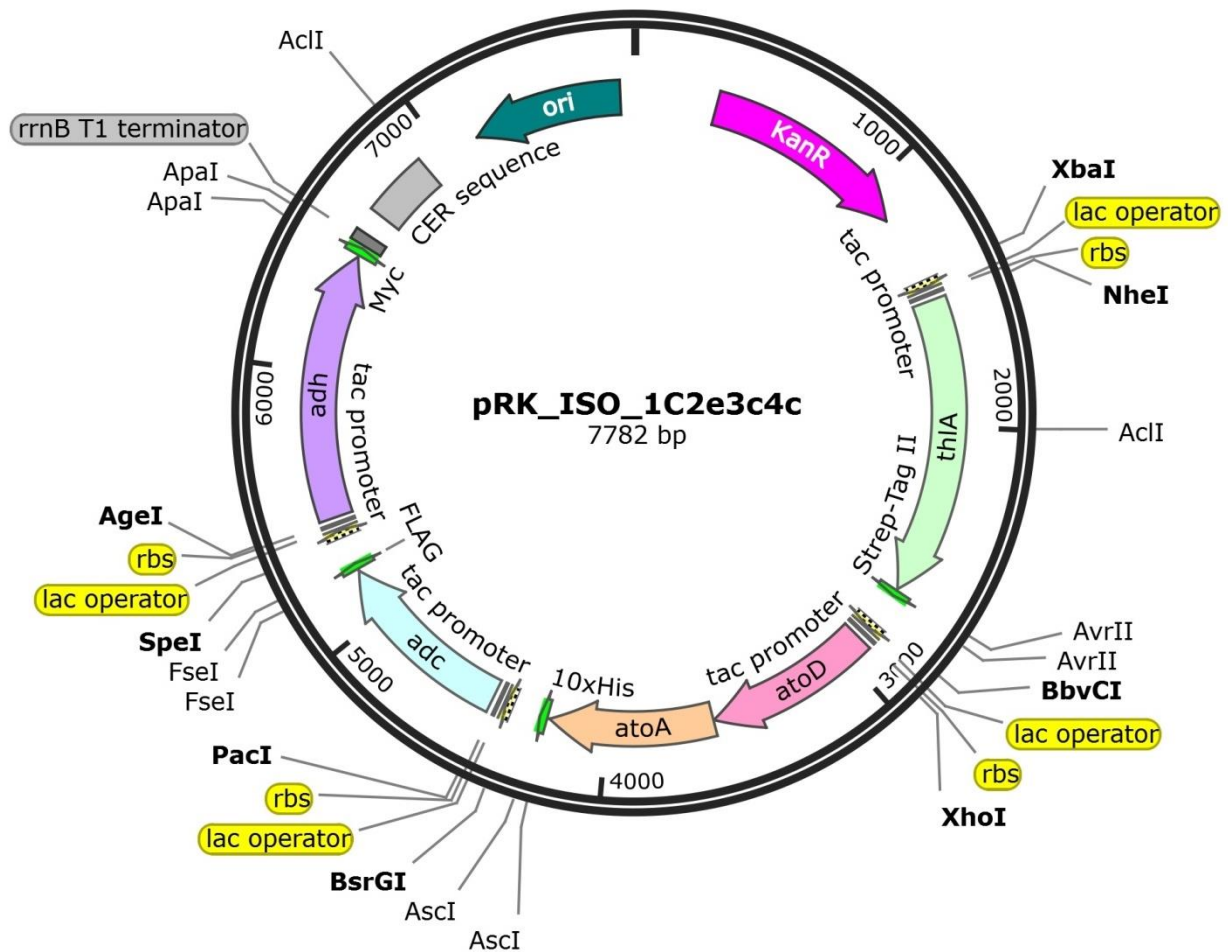 pRK_ISO_1C2e3c4c
7782 bp
ori
KanR
1000
XbaI
lac operator
rbs
NheI
tac promoter
thlA
2000
AclI
Strep-Tag II
AvrII
AvrII
BbvCI
3000
lac operator
rbs
XhoI
tac promoter
atoD
atoA
10xHis
4000
AscI
AscI
BsrGI
lac operator
rbs
PacI
tac promoter
adc
FLAG
5000
FseI
FseI
SpeI
lac operator
rbs
AgeI
tac promoter
adh
6000
Myc
ApaI
ApaI
rrnB T1 terminator
CER sequence
7000
AclI